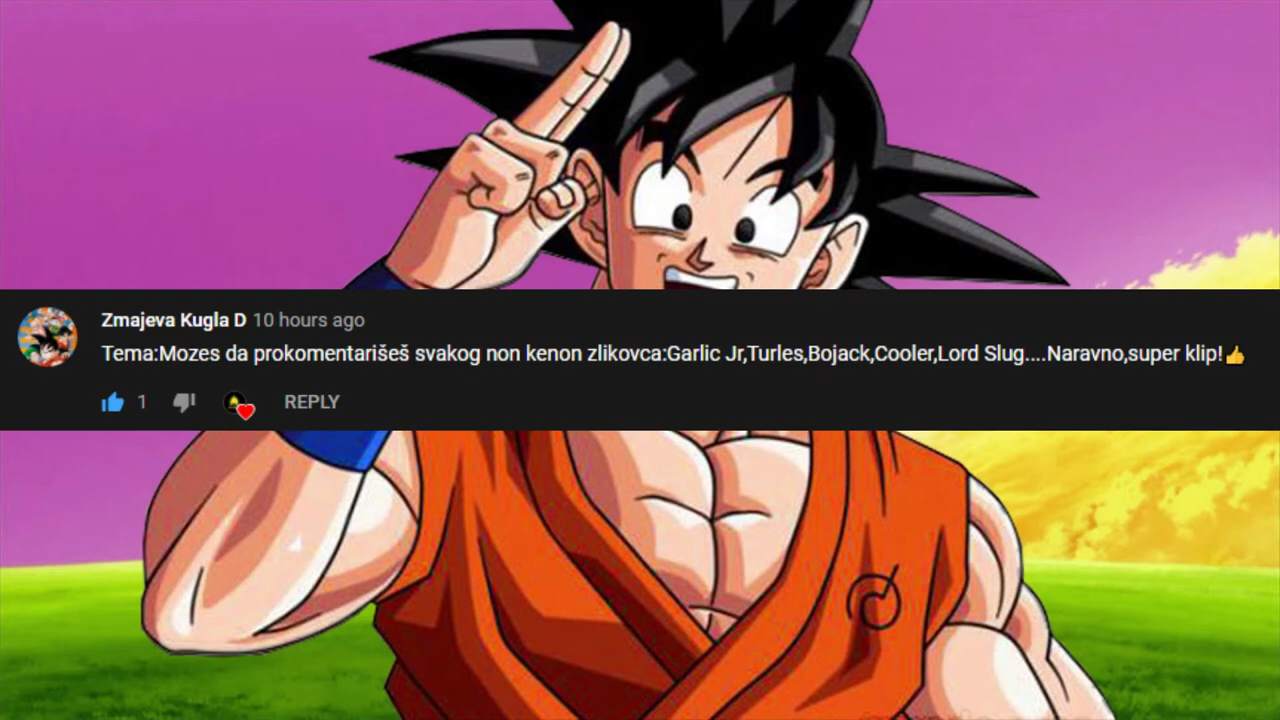 Zmajeva Kugla D 10 hours ago
Tema:Mozes da prokomentarišeš svakog non kenon zlikovca:Garlic Jr,Turles,Bojack,Cooler,Lord Slug....Naravno,super klip!👍
1 REPLY